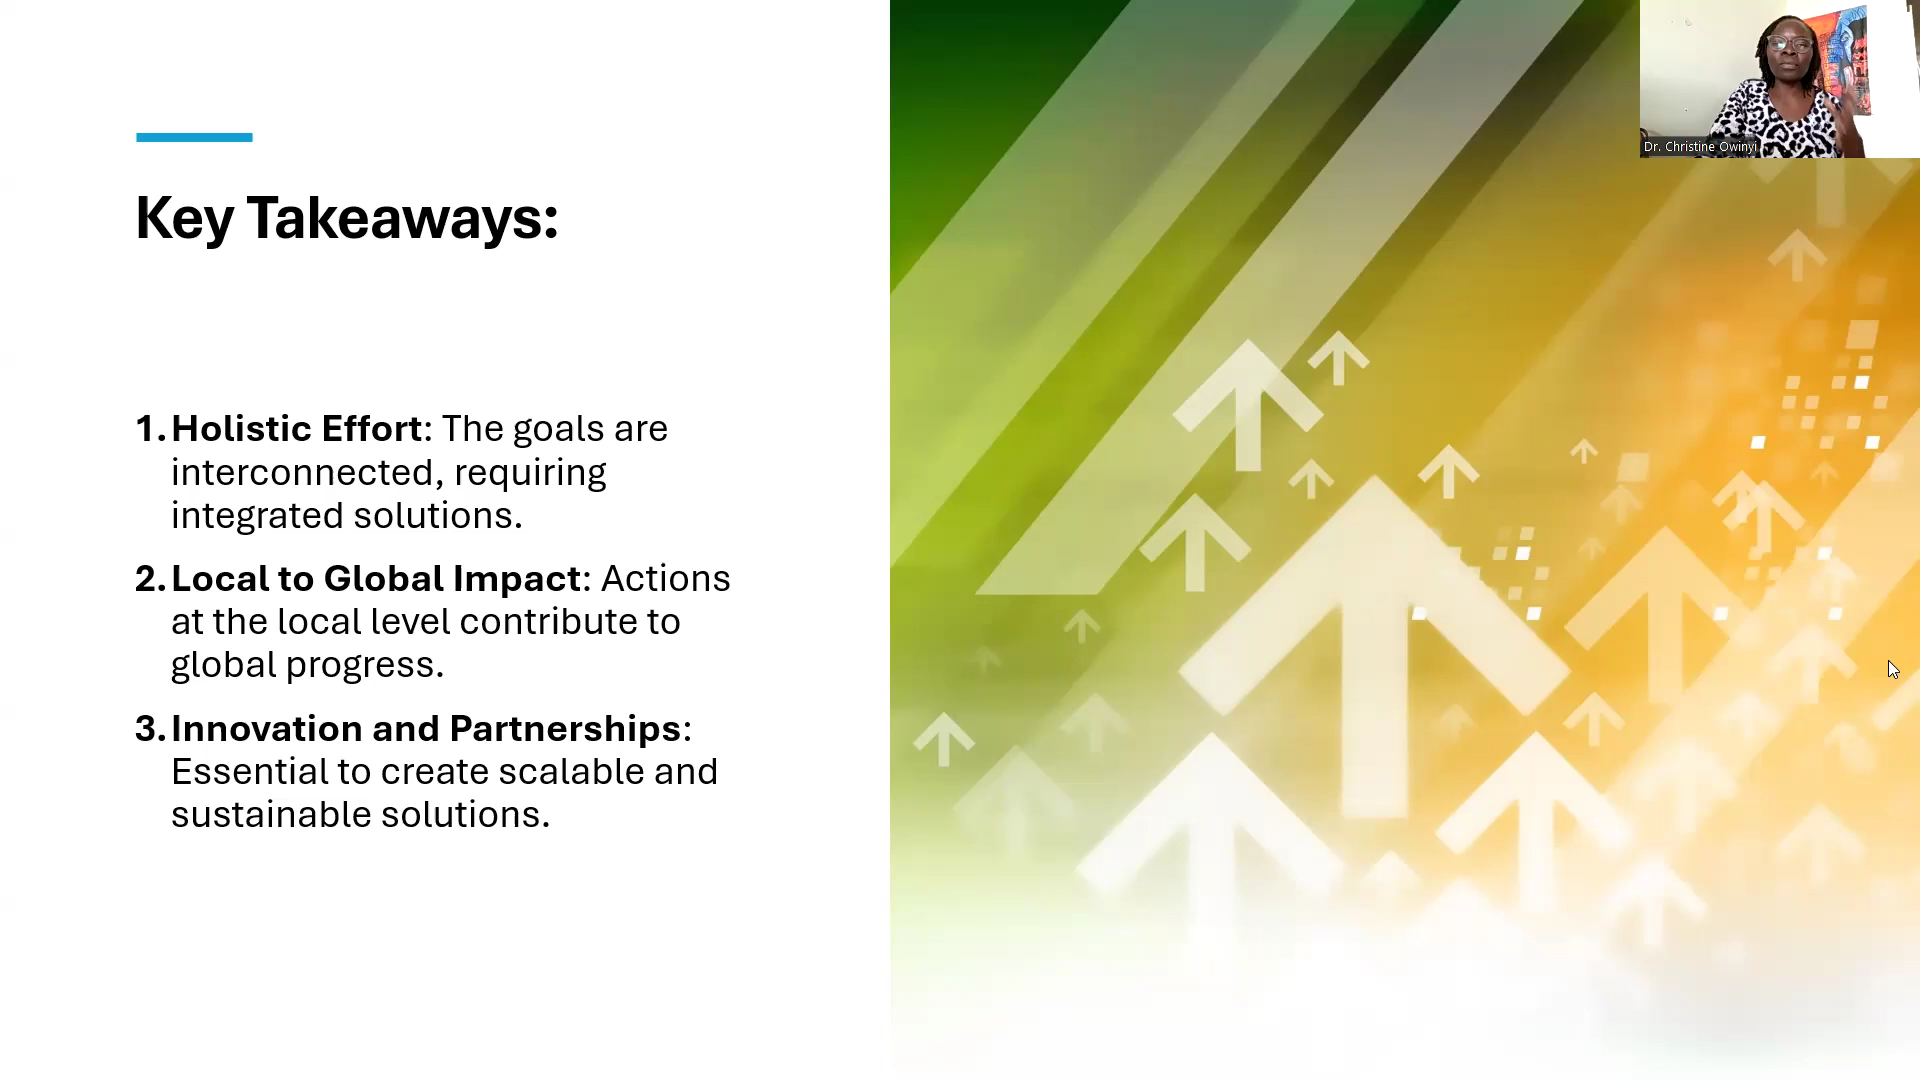 Dr. Christine Owinyi
Key Takeaways:
1. Holistic Effort: The goals are
interconnected, requiring
integrated solutions.
2. Local to Global Impact: Actions
at the local level contribute to
global progress.
3. Innovation and Partnerships:
Essential to create scalable and
sustainable solutions.